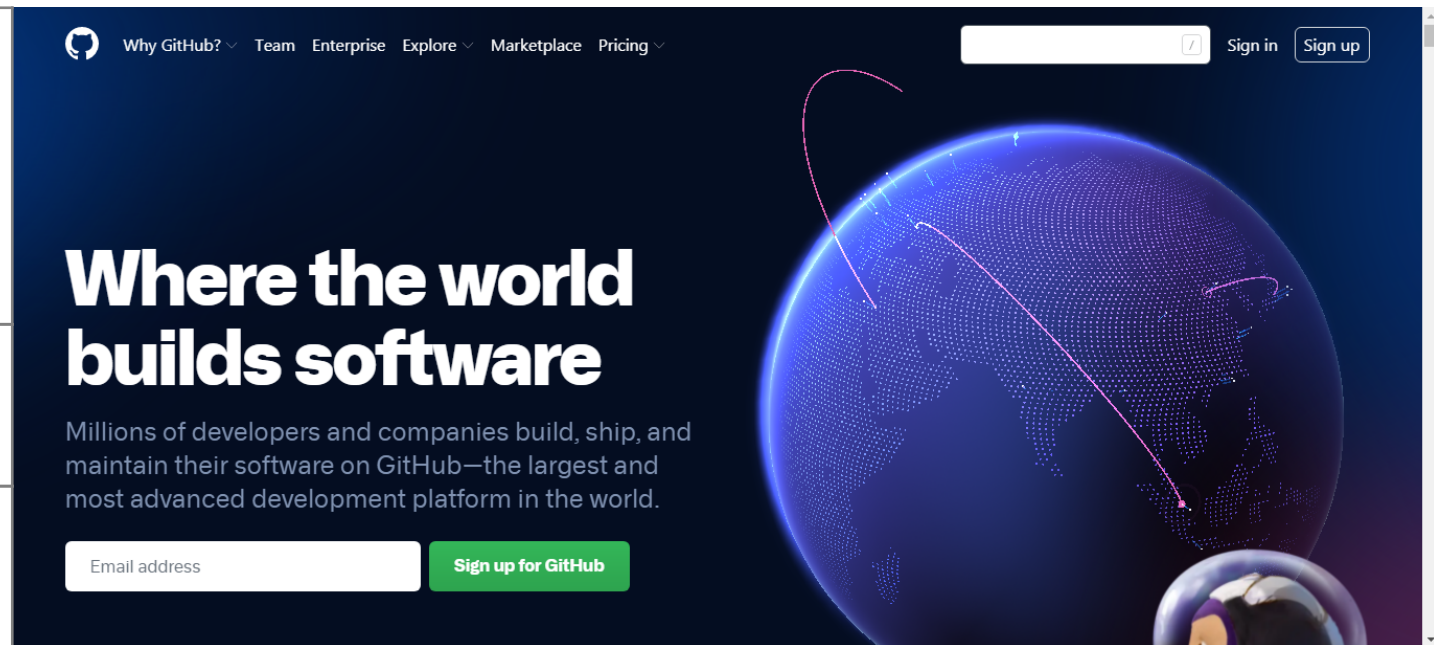 Why GitHub? Team Enterprise Explore Marketplace Pricing / Sign in Sign up
Where the world
builds software
Millions of developers and companies build, ship, and
maintain their software on GitHub—the largest and
most advanced development platform in the world.
Email address Sign up for GitHub